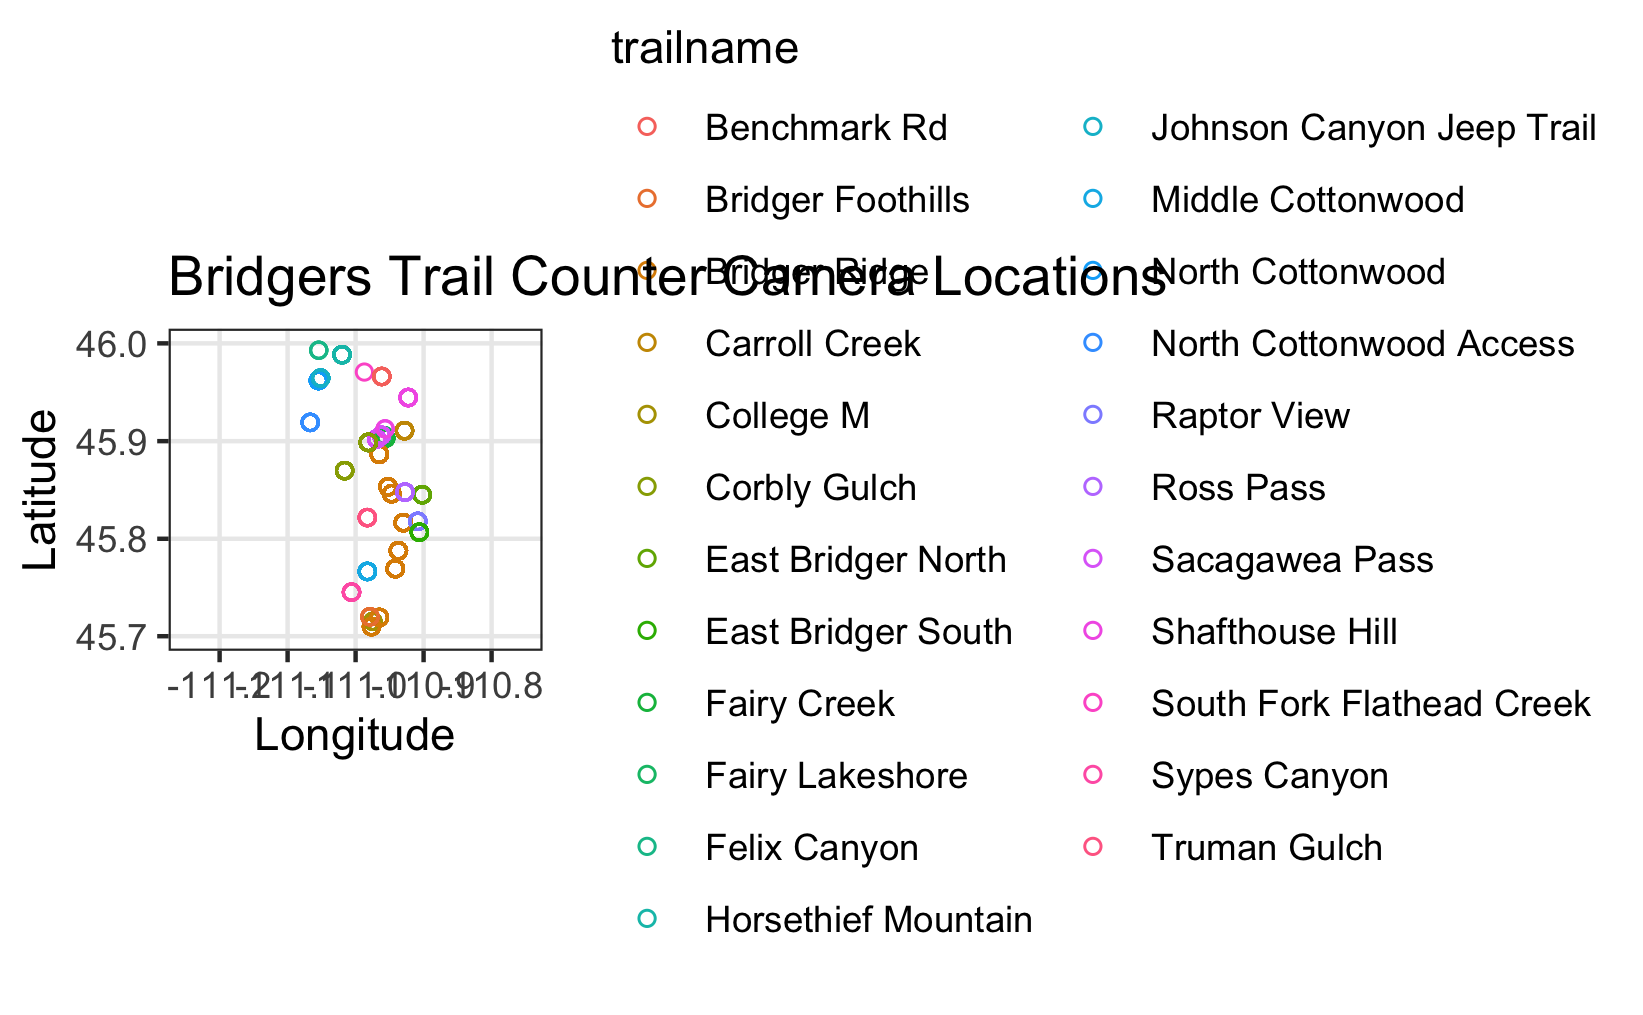 trailname
Benchmark Rd
Bridger Foothills
Bridger Ridge
Carroll Creek
College M
Corbly Gulch
East Bridger North
East Bridger South
Fairy Creek
Fairy Lakeshore
Felix Canyon
Horsethief Mountain
Johnson Canyon Jeep Trail
Middle Cottonwood
North Cottonwood
North Cottonwood Access
Raptor View
Ross Pass
Sacagawea Pass
Shafthouse Hill
South Fork Flathead Creek
Sypes Canyon
Truman Gulch
Bridgers Trail Counter Camera Locations
Latitude
46.0
45.9
45.8
45.7
-111.2 -111.1 -111.0 -110.9 -110.8
Longitude